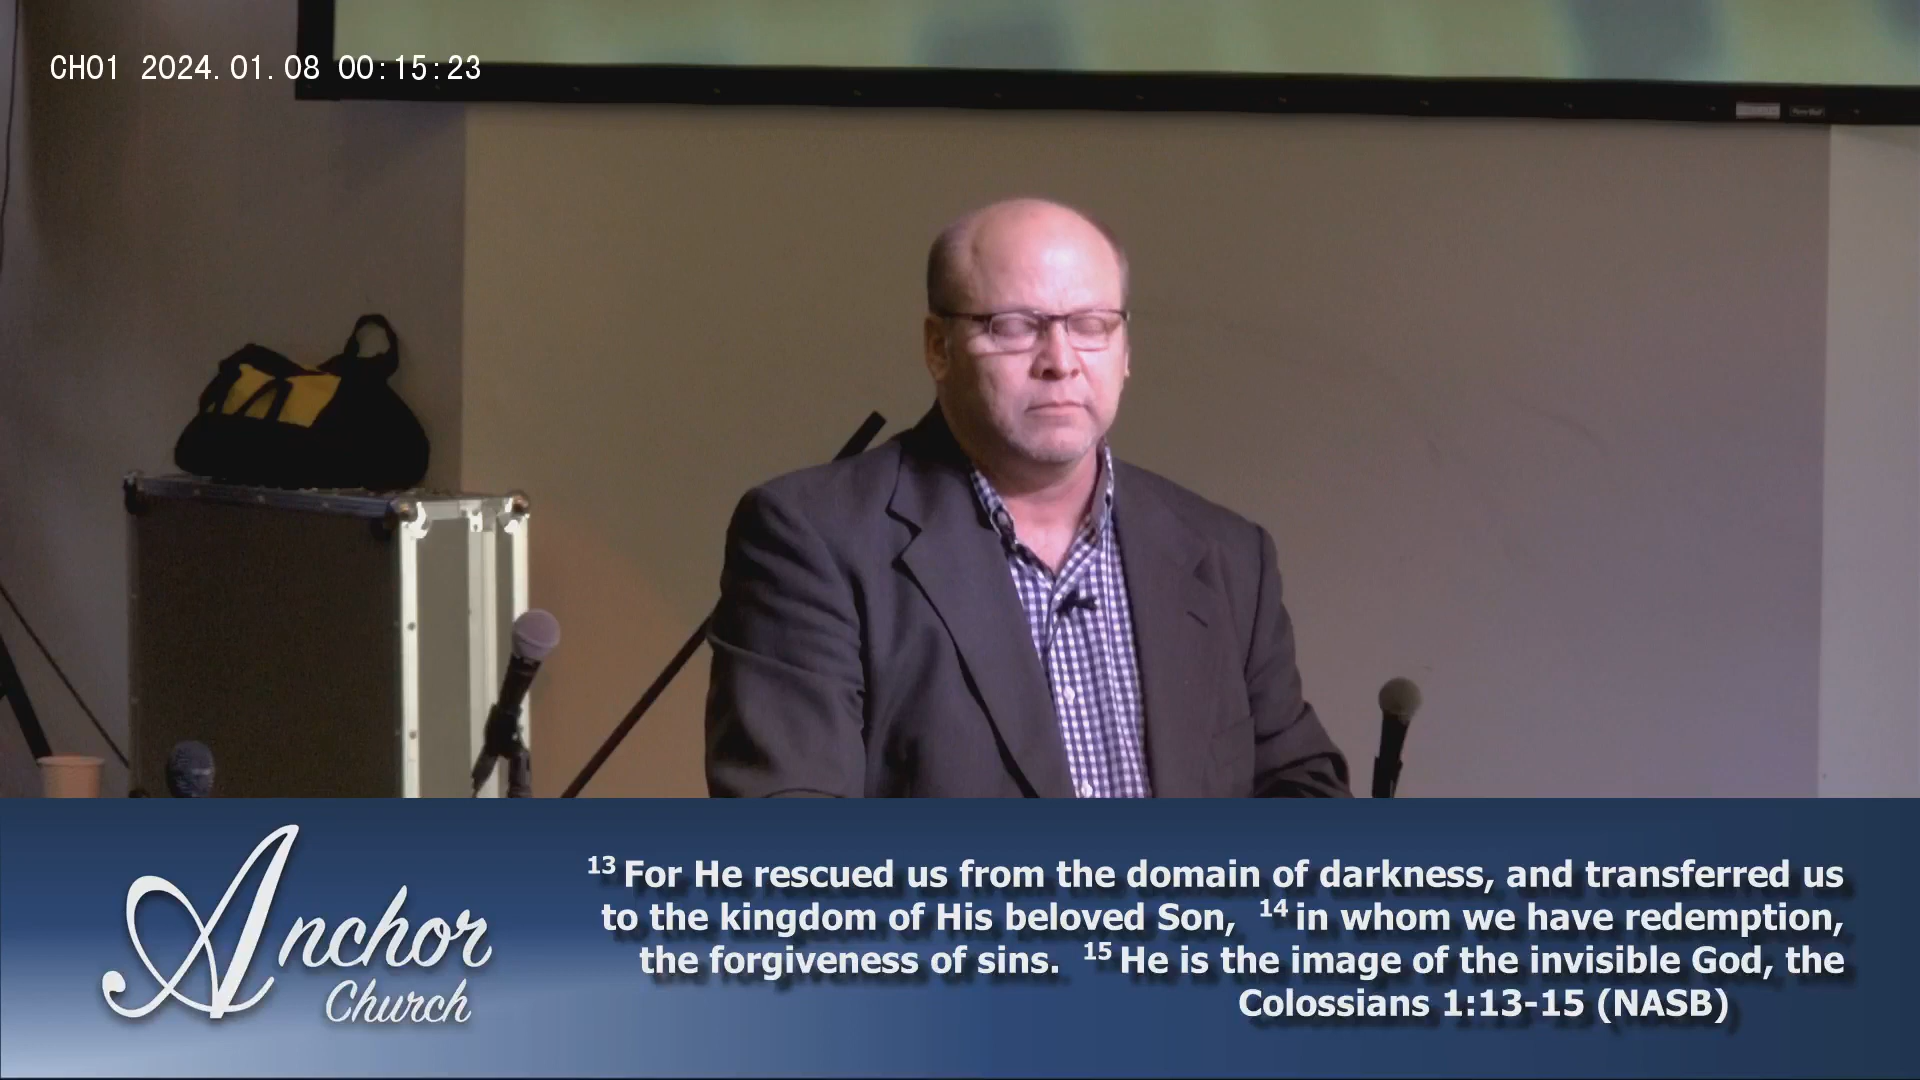 CH01 2024.01.08 00:15:23
Anchor
Church
13 For He rescued us from the domain of darkness, and transferred us
to the kingdom of His beloved Son, 14 in whom we have redemption,
the forgiveness of sins. 15 He is the image of the invisible God, the
Colossians 1:13-15 (NASB)